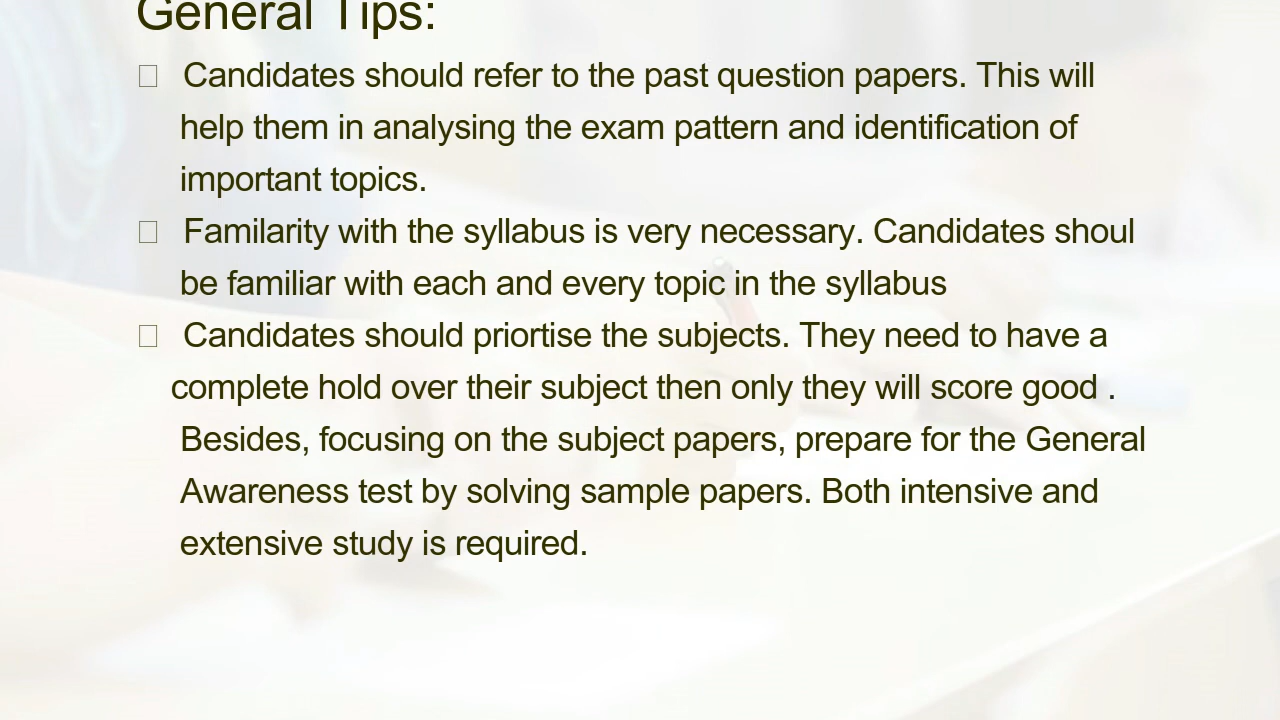 General Tips:
Candidates should refer to the past question papers. This will
help them in analysing the exam pattern and identification of
important topics.
Familarity with the syllabus is very necessary. Candidates shoul
be familiar with each and every topic in the syllabus
Candidates should priortise the subjects. They need to have a
complete hold over their subject then only they will score good .
Besides, focusing on the subject papers, prepare for the General
Awareness test by solving sample papers. Both intensive and
extensive study is required.